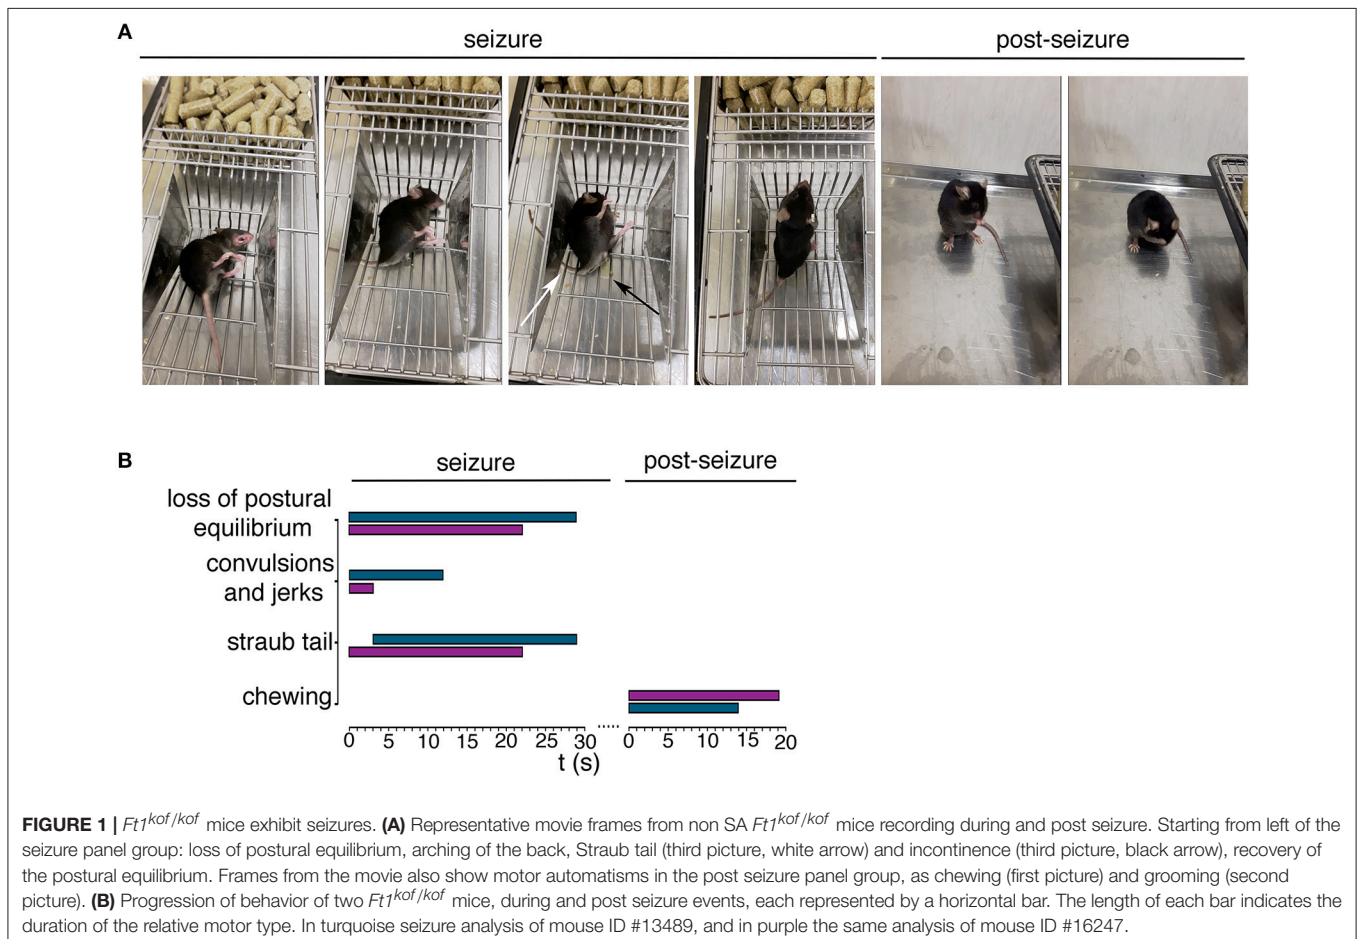 A
seizure
post-seizure
B
seizure
post-seizure
loss of postural
equilibrium
convulsions
and jerks
straub tail
chewing
0 5 10 15 20 25 30 ..... 0 5 10 15 20
t (s)
FIGURE 1 | Ft1kof/kof mice exhibit seizures. (A) Representative movie frames from non SA Ft1kof/kof mice recording during and post seizure. Starting from left of the
seizure panel group: loss of postural equilibrium, arching of the back, Straub tail (third picture, white arrow) and incontinence (third picture, black arrow), recovery of
the postural equilibrium. Frames from the movie also show motor automatisms in the post seizure panel group, as chewing (first picture) and grooming (second
picture). (B) Progression of behavior of two Ft1kof/kof mice, during and post seizure events, each represented by a horizontal bar. The length of each bar indicates the
duration of the relative motor type. In turquoise seizure analysis of mouse ID #13489, and in purple the same analysis of mouse ID #16247.